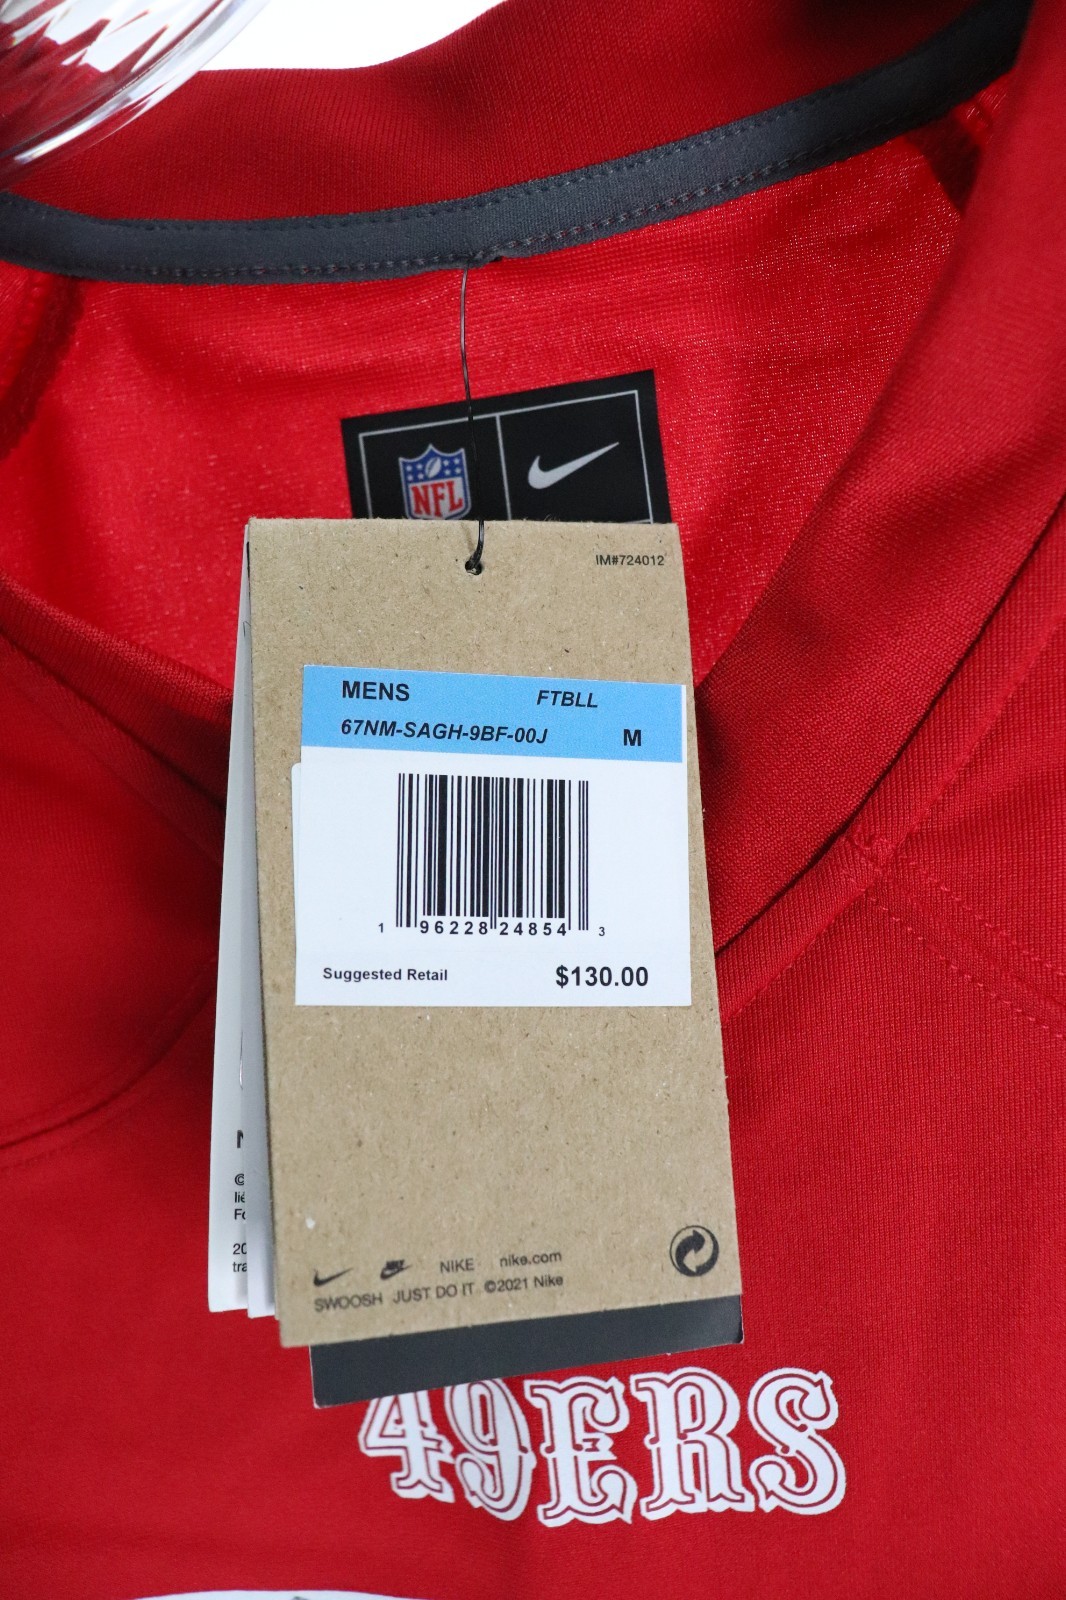 NFL
IM#724012
MENS FTBLL
67NM-SAGH-9BF-00J M
1 96228 24854 3
Suggested Retail $130.00
NIKE nike.com
SWOOSH JUST DO IT ©2021 Nike
49ERS